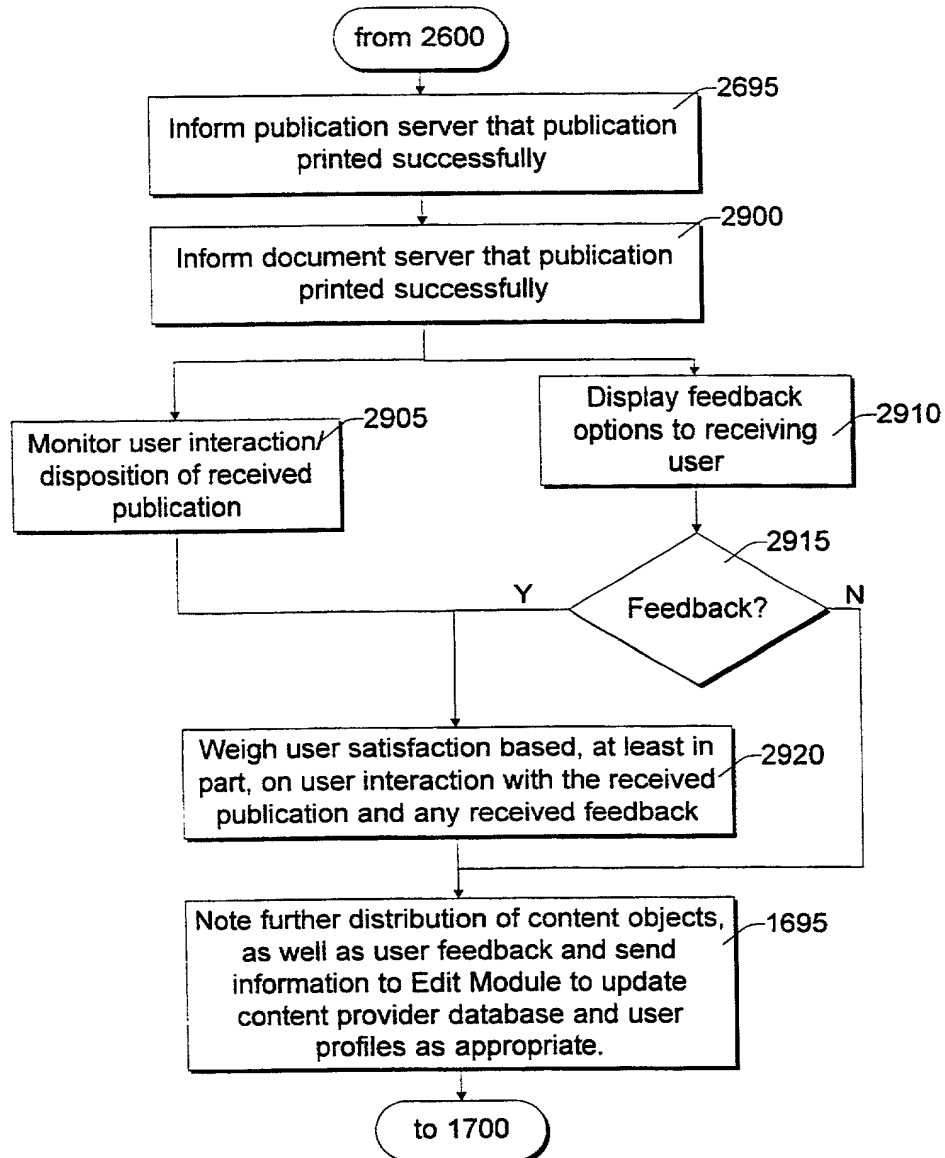 from 2600
2695
Inform publication server that publication
printed successfully
2900
Inform document server that publication
printed successfully
2905
Monitor user interaction/
disposition of received
publication
Display feedback
options to receiving
user
2910
2915
Y
Feedback?
N
Weigh user satisfaction based, at least in
part, on user interaction with the received
publication and any received feedback
2920
Note further distribution of content objects,
as well as user feedback and send
information to Edit Module to update
content provider database and user
profiles as appropriate.
1695
to 1700